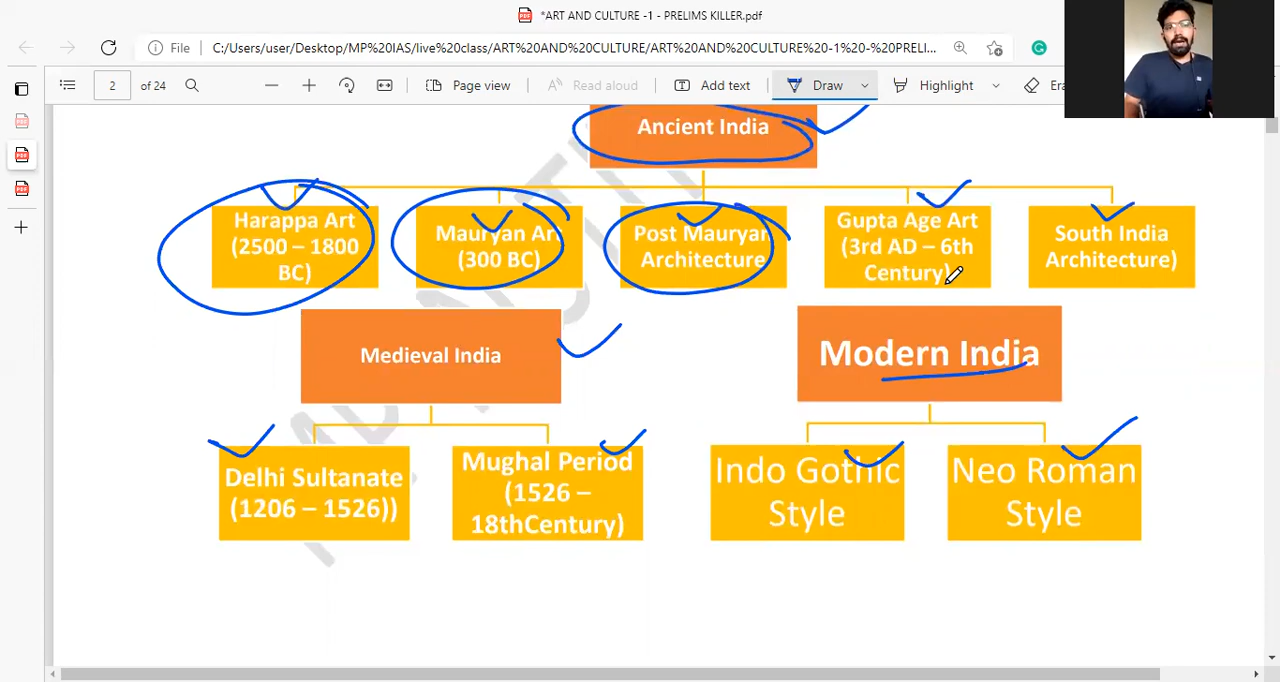 *ART AND CULTURE -1 - PRELIMS KILLER.pdf
File C:/Users/user/Desktop/MP%20IAS/live%20class/ART%20AND%20CULTURE/ART%20AND%20CULTURE%20-1%20-%20PRELI...
2 of 24 Page view Read aloud Add text Draw Highlight Era
Ancient India
Harappa Art
(2500 – 1800
BC)
Mauryan Art
(300 BC)
Post Mauryan
Architecture
Gupta Age Art
(3rd AD – 6th
Century)
South India
Architecture)
Medieval India
Modern India
Delhi Sultanate
(1206 – 1526))
Mughal Period
(1526 –
18thCentury)
Indo Gothic
Style
Neo Roman
Style